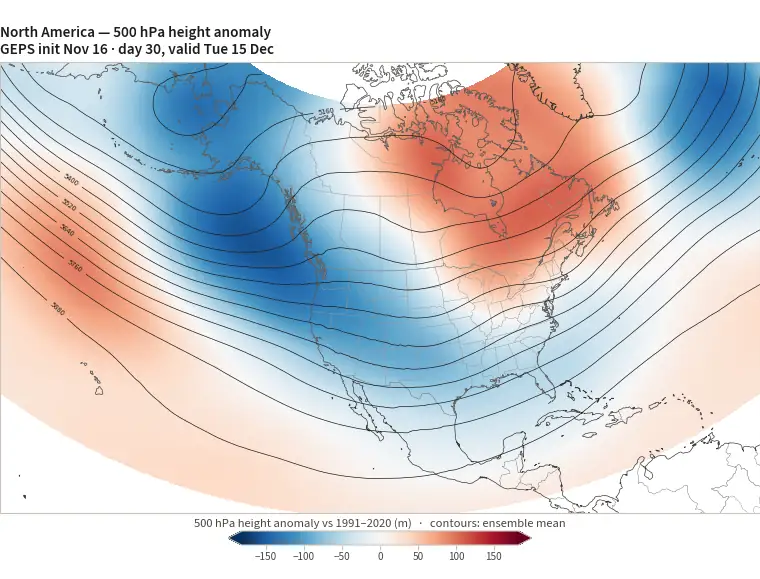 North America — 500 hPa height anomaly
GEPS init Nov 16 · day 30, valid Tue 15 Dec
5160
5400
5520
5640
5760
5880
500 hPa height anomaly vs 1991–2020 (m) · contours: ensemble mean
−150 −100 −50 0 50 100 150